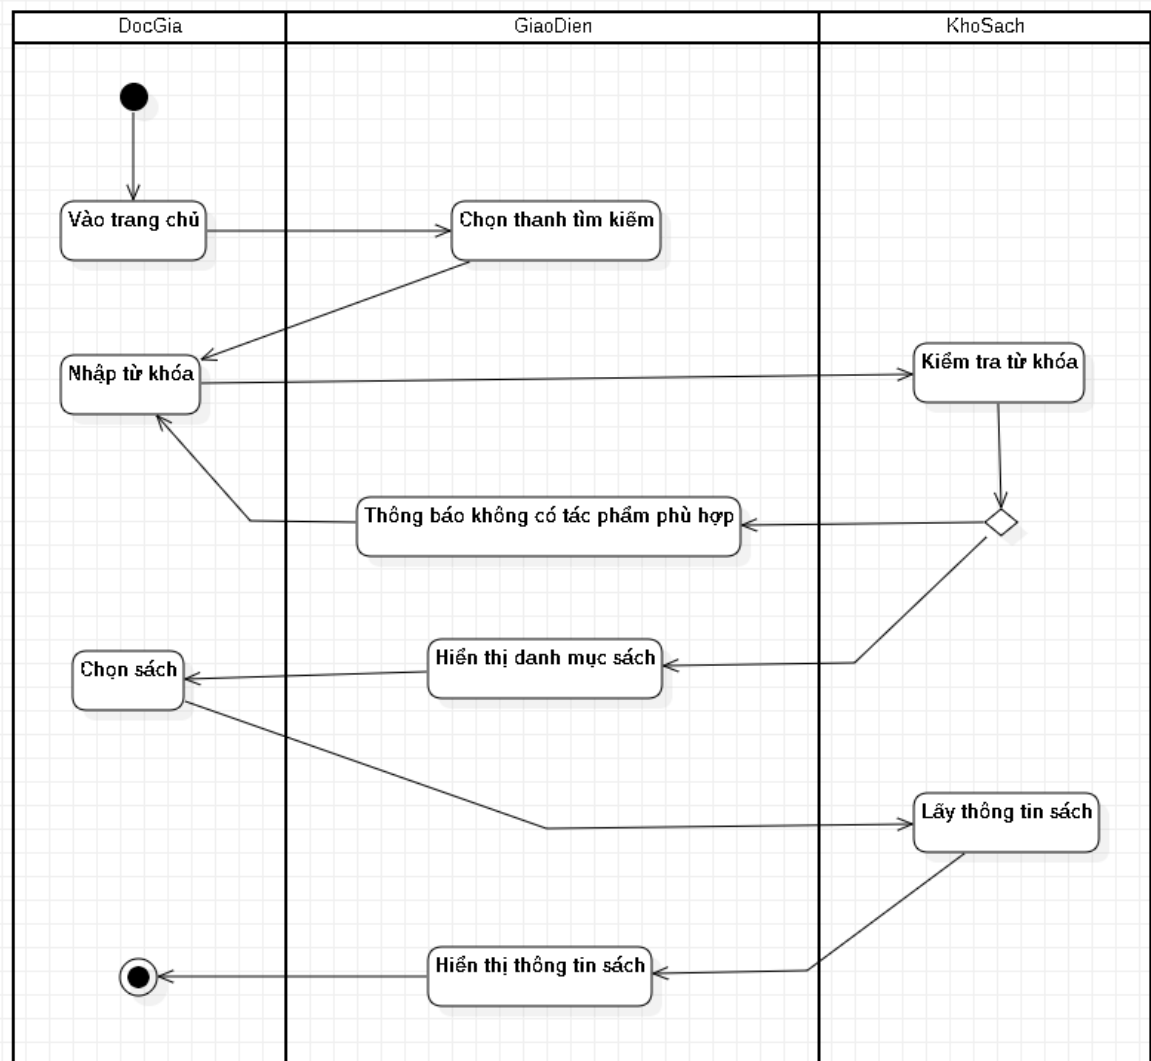 DocGia
GiaoDien
KhoSach
Vào trang chủ
Chọn thanh tìm kiếm
Nhập từ khóa
Kiểm tra từ khóa
Thông báo không có tác phẩm phù hợp
Hiển thị danh mục sách
Chọn sách
Lấy thông tin sách
Hiển thị thông tin sách